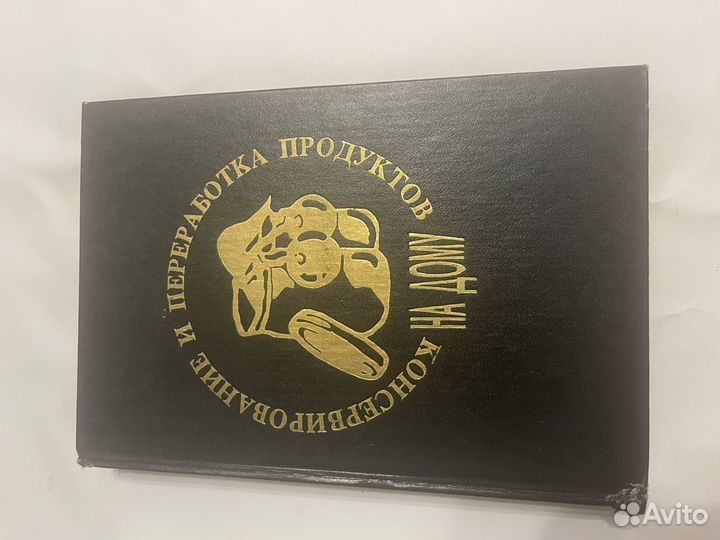 КОНСЕРВИРОВАНИЕ И ПЕРЕРАБОТКА ПРОДУКТОВ
НА ДОМУ
Avito